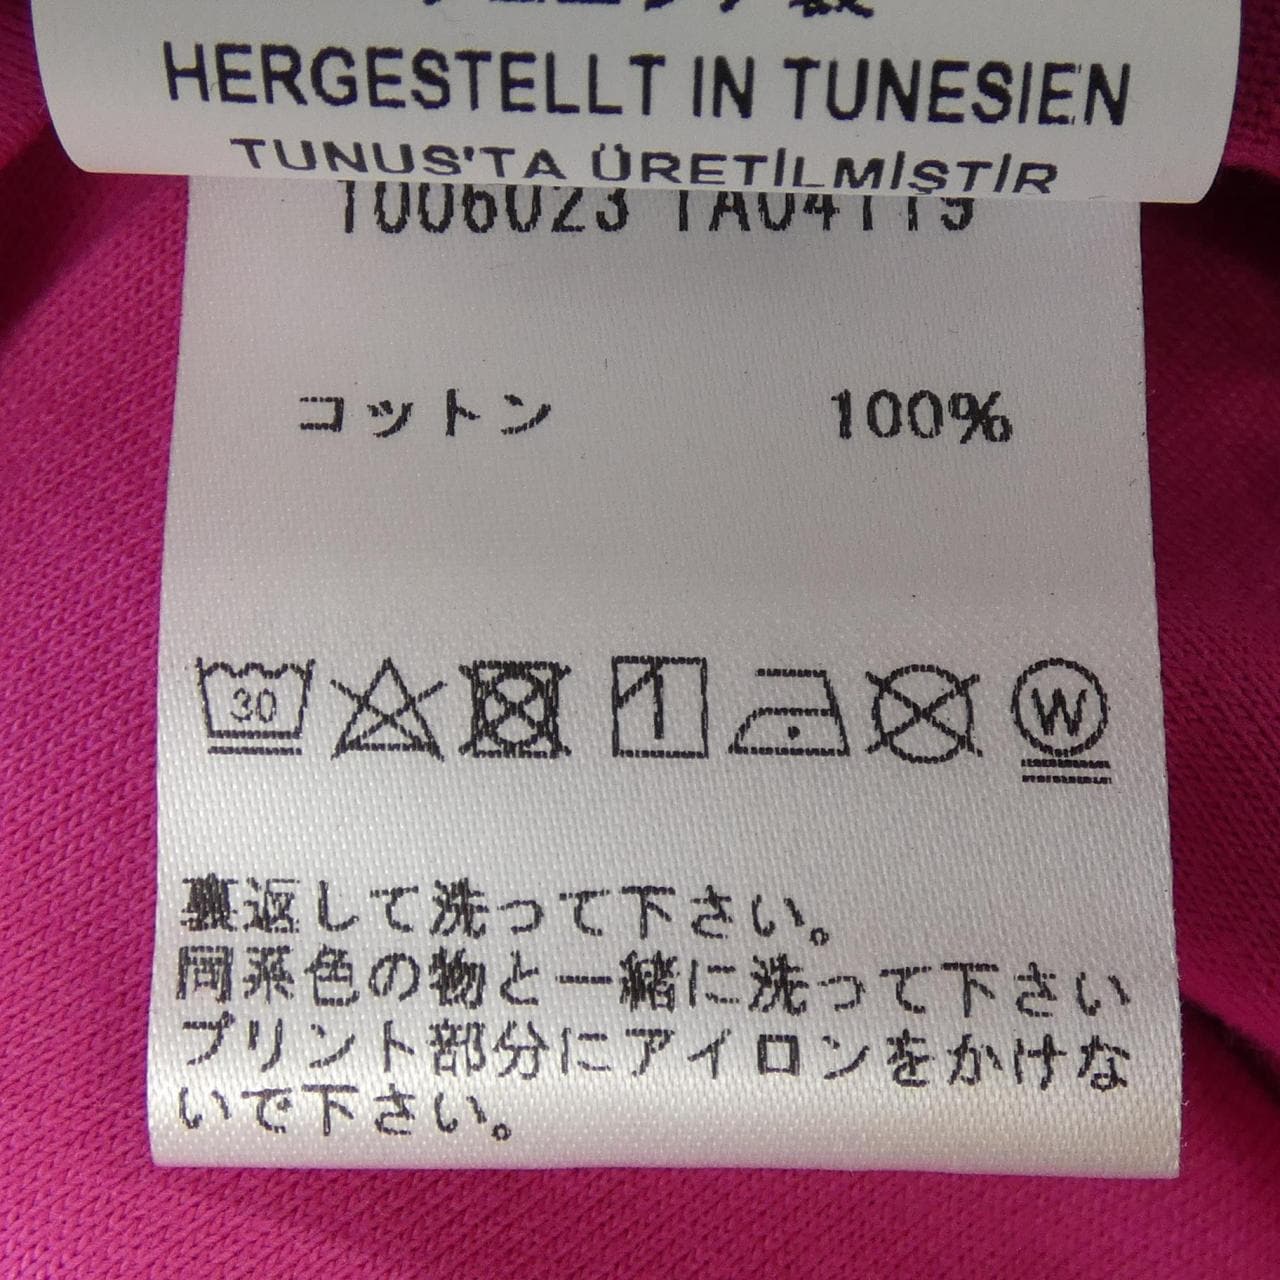 HERGESTELLT IN TUNESIEN
TUNUS'TA ÜRETİLMİŞTİR
1006023 1A04119
コットン 100%
30
W
裏返して洗って下さい。
同系色の物と一緒に洗って下さい
プリント部分にアイロンをかけな
いで下さい。